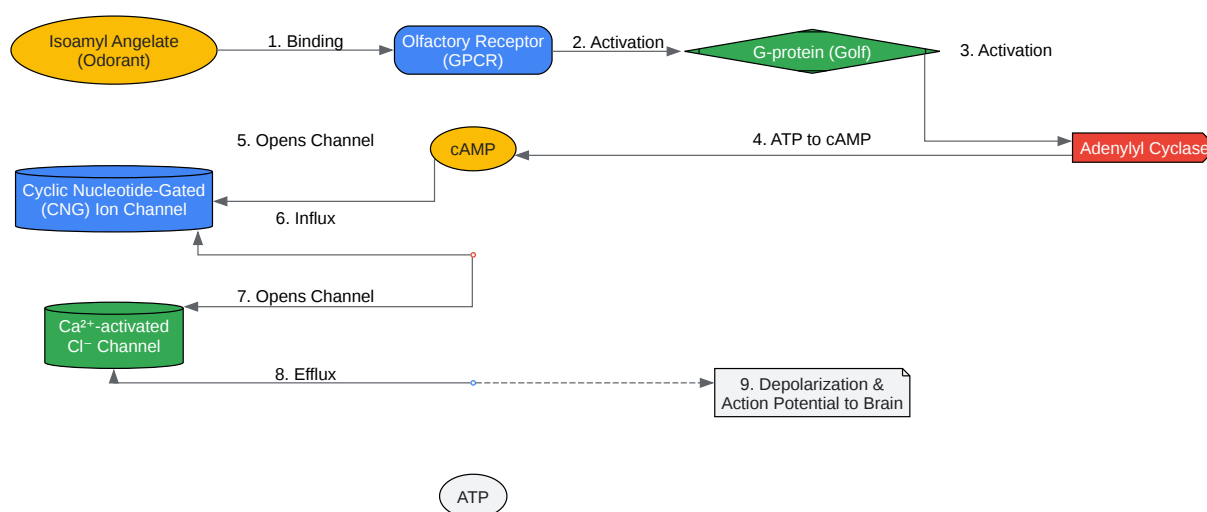 Isoamyl Angelate
(Odorant)
1. Binding
Olfactory Receptor
(GPCR)
2. Activation
G-protein (Golf)
3. Activation
5. Opens Channel
cAMP
4. ATP to cAMP
Adenylyl Cyclase
Cyclic Nucleotide-Gated
(CNG) Ion Channel
6. Influx
7. Opens Channel
Ca²⁺-activated
Cl⁻ Channel
8. Efflux
9. Depolarization &
Action Potential to Brain
ATP